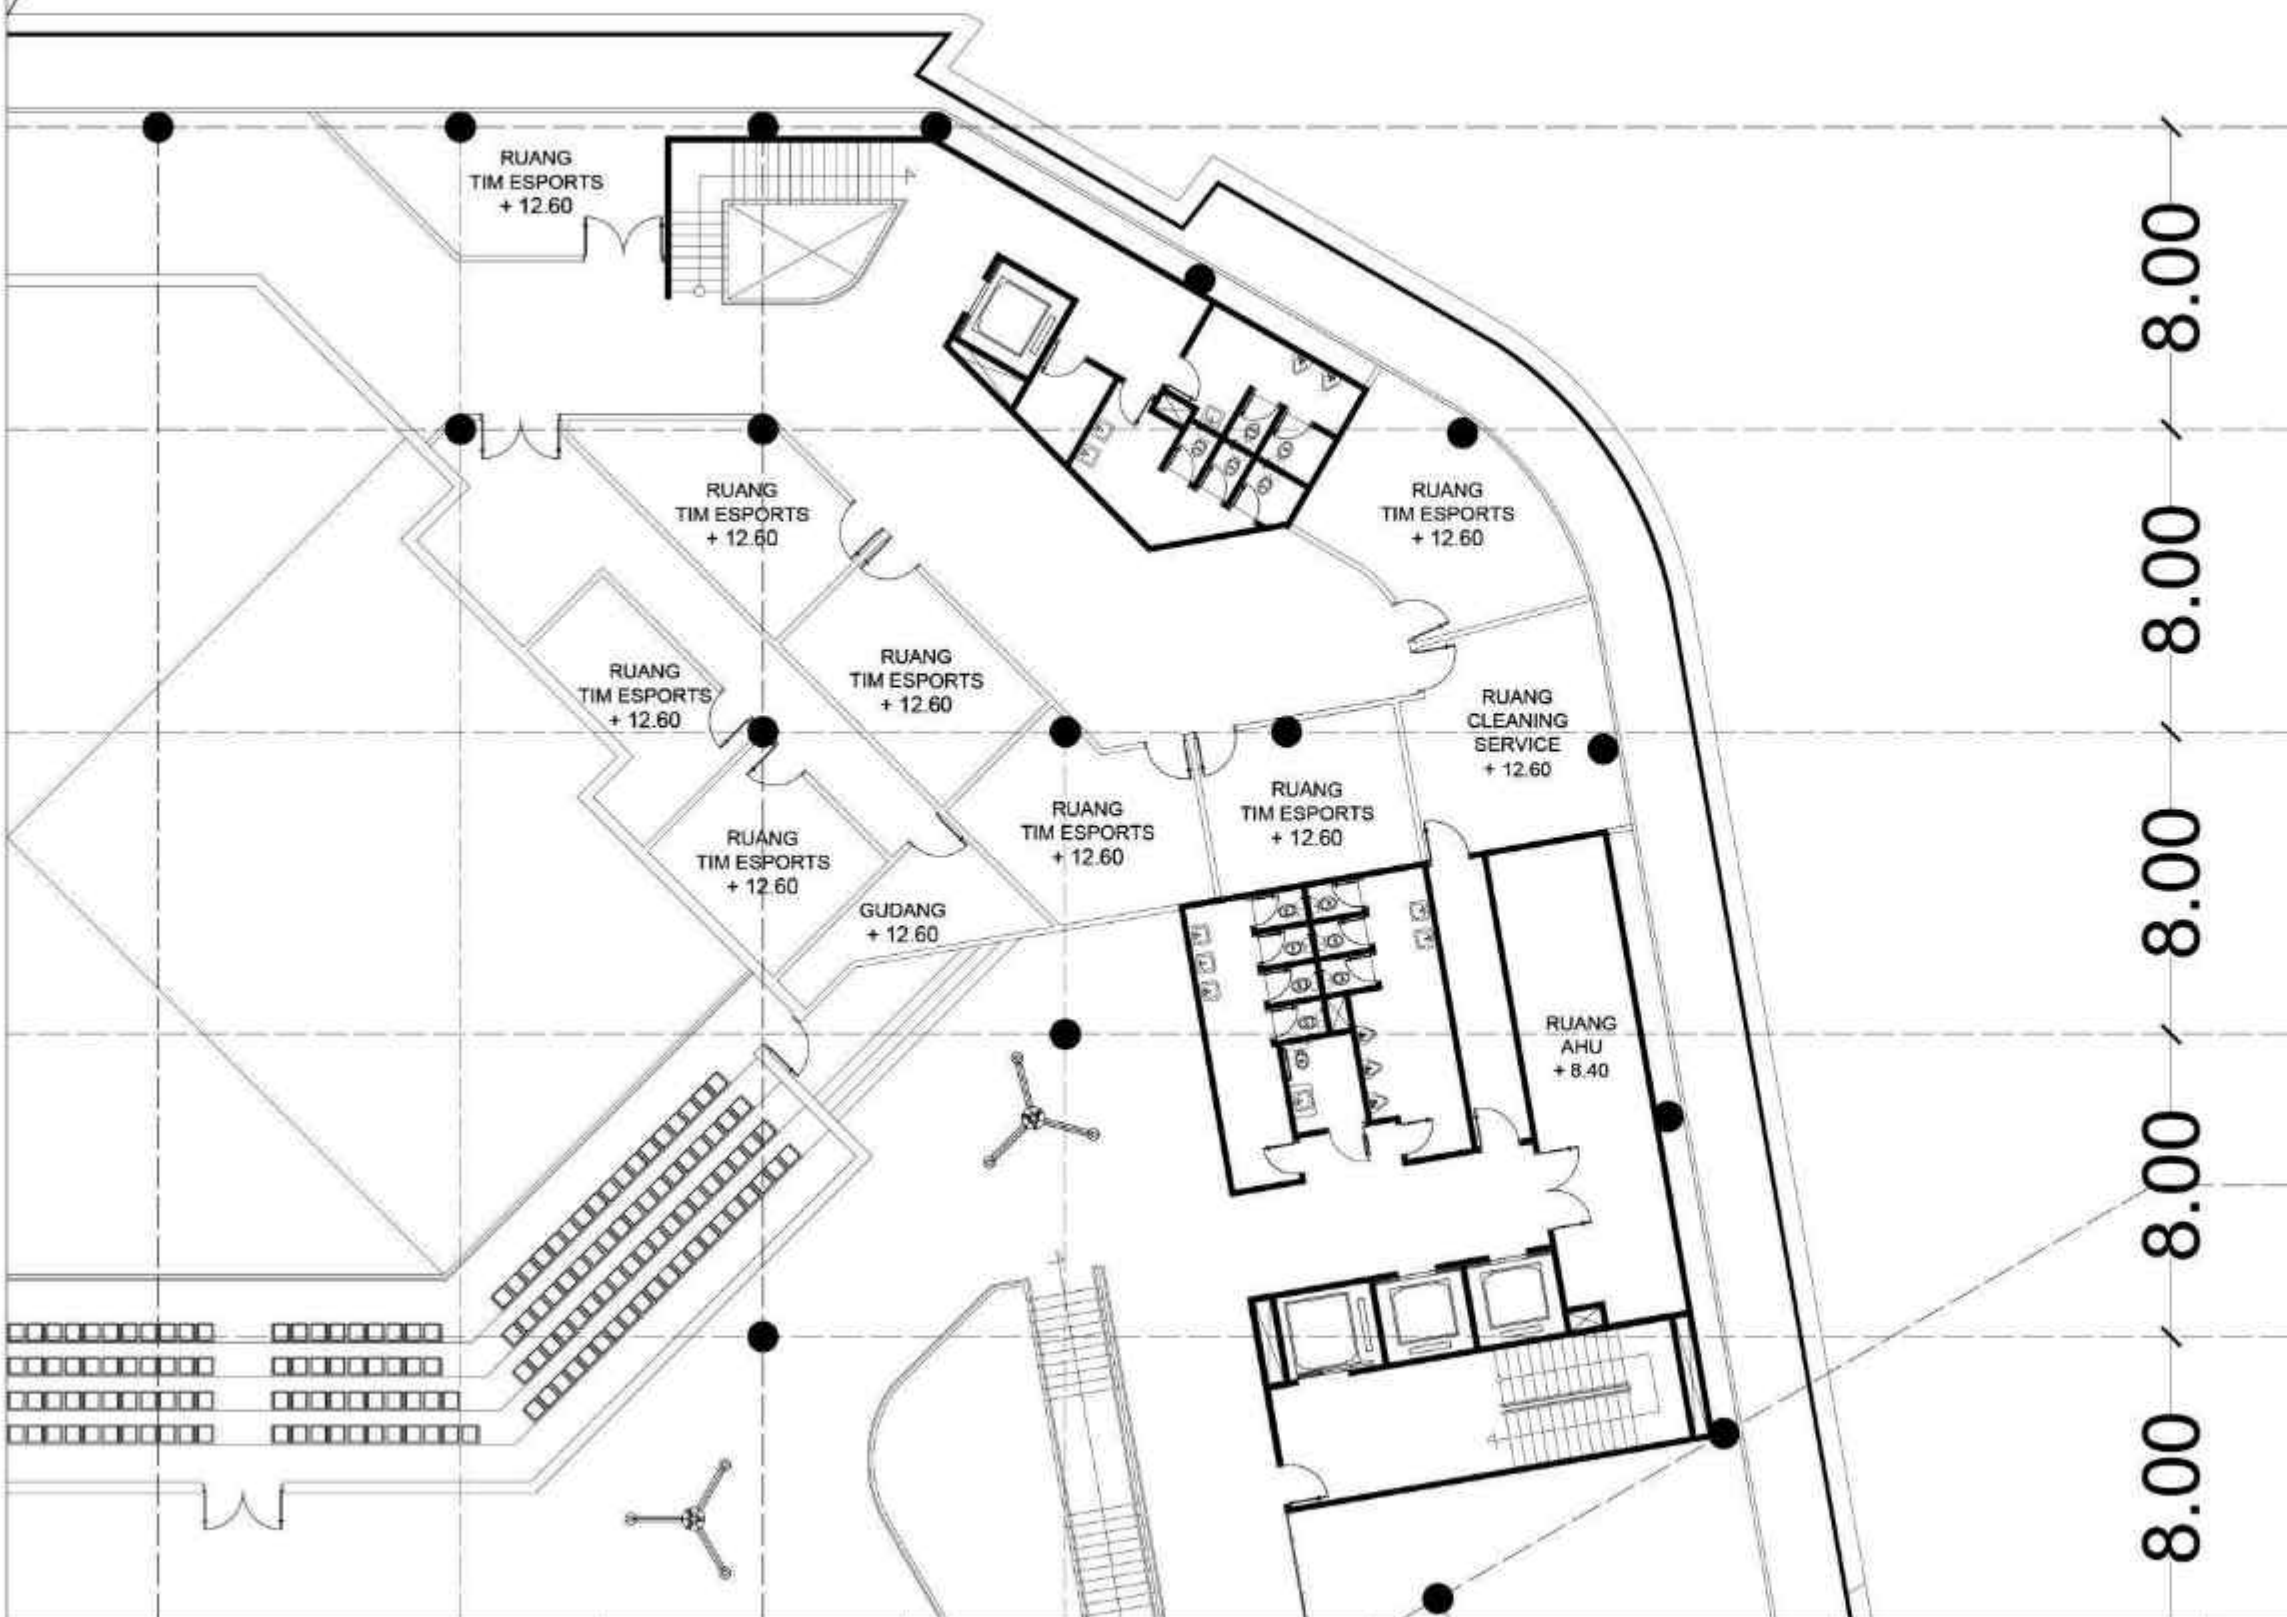 RUANG
TIM ESPORTS
+ 12.60
8.00
RUANG
TIM ESPORTS
+ 12.60
RUANG
TIM ESPORTS
+ 12.60
8.00
RUANG
TIM ESPORTS
+ 12.60
RUANG
TIM ESPORTS
+ 12.60
RUANG
CLEANING
SERVICE
+ 12.60
RUANG
TIM ESPORTS
+ 12.60
RUANG
TIM ESPORTS
+ 12.60
RUANG
TIM ESPORTS
+ 12.60
8.00
GUDANG
+ 12.60
RUANG
AHU
+ 8.40
8.00
8.00